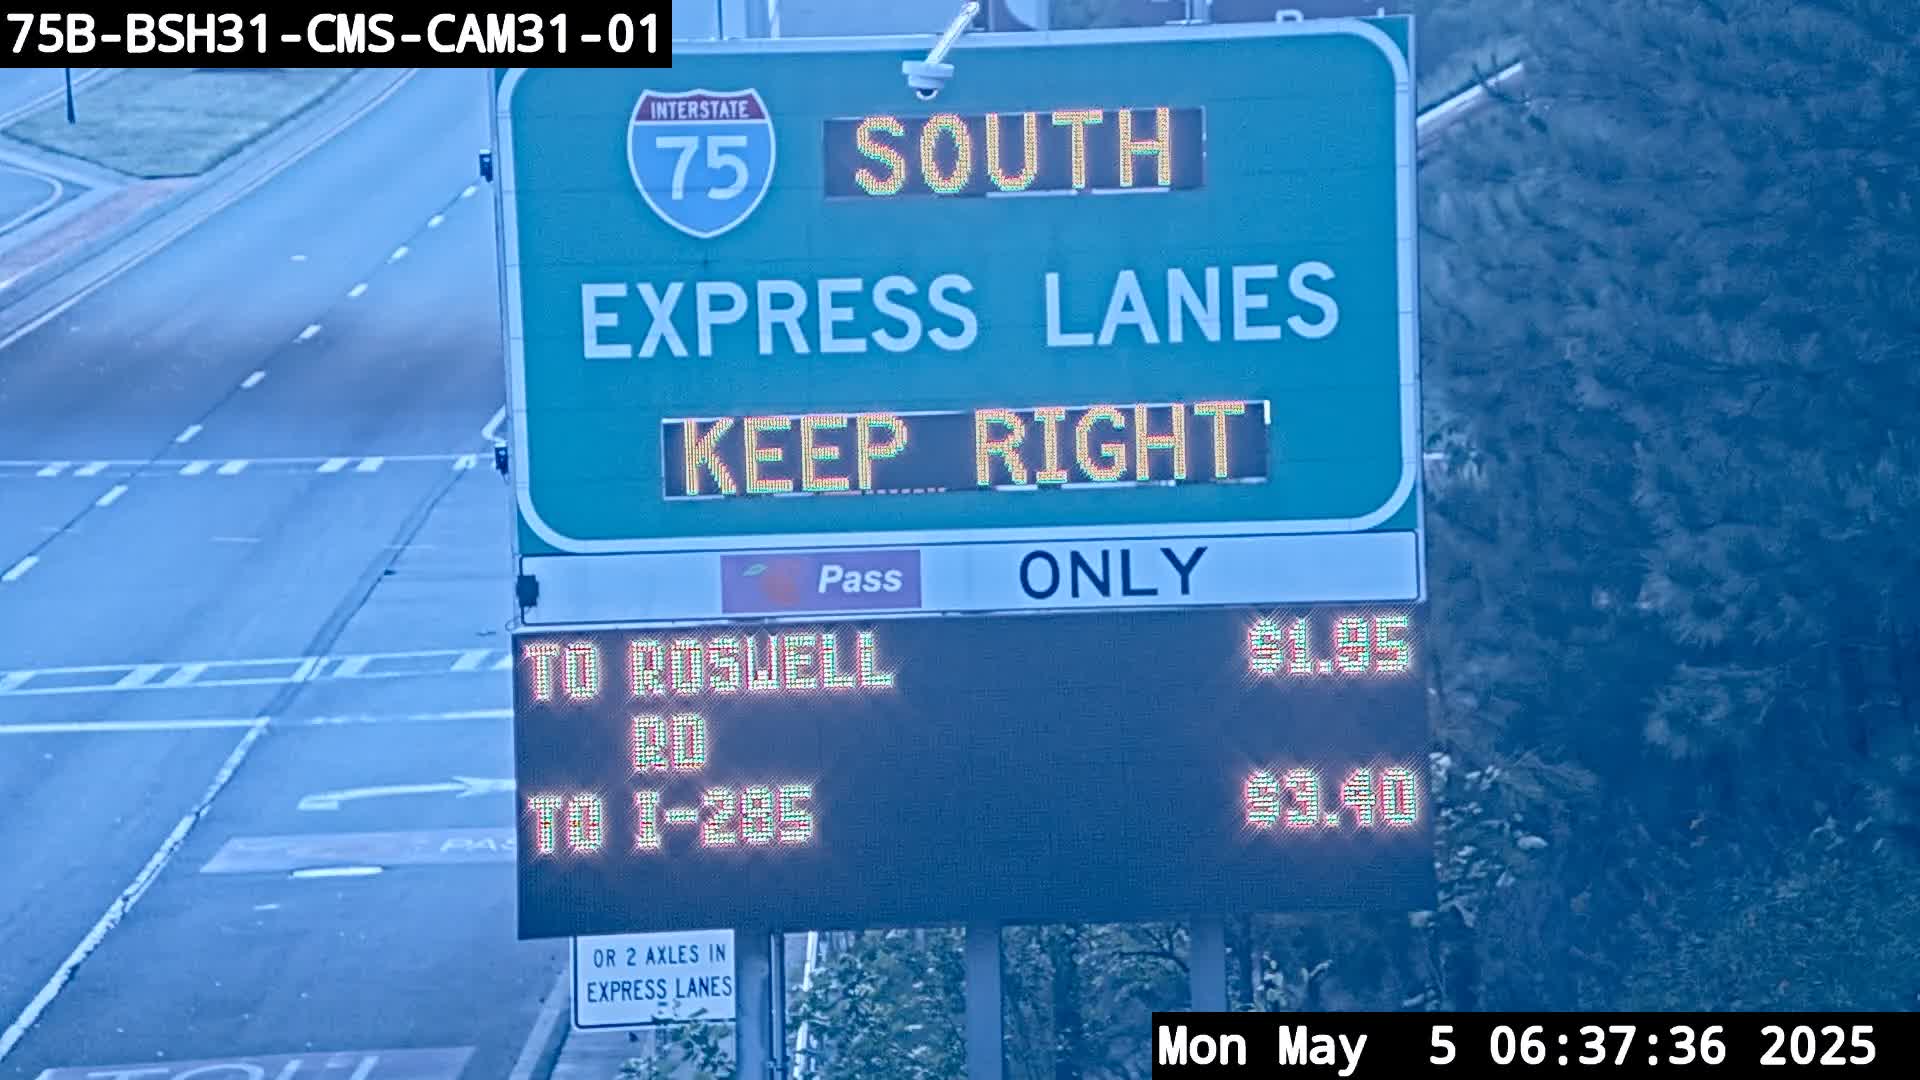 75B-BSH31-CMS-CAM31-01
INTERSTATE
75
SOUTH
EXPRESS LANES
KEEP RIGHT
Pass ONLY
TO ROSWELL $1.95
RD
TO I-285 $3.40
OR 2 AXLES IN
EXPRESS LANES
Mon May 5 06:37:36 2025